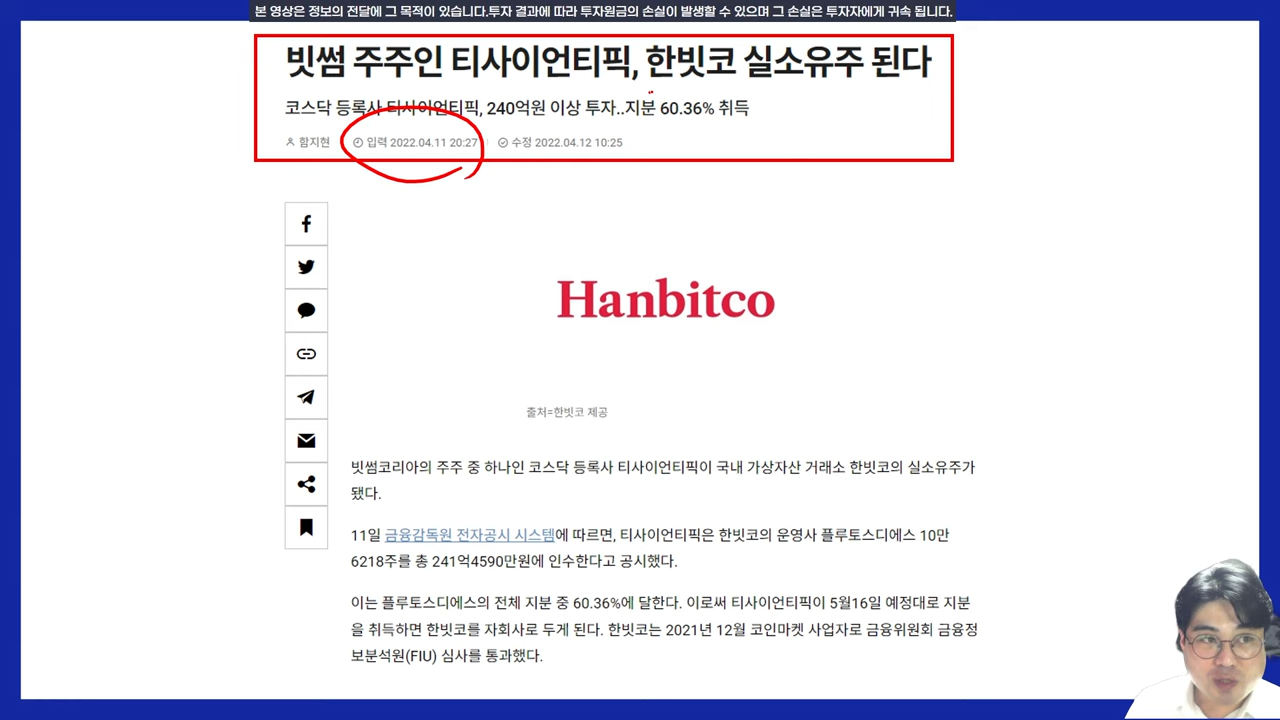 본 영상은 정보의 전달에 그 목적이 있습니다.투자 결과에 따라 투자원금의 손실이 발생할 수 있으며 그 손실은 투자자에게 귀속 됩니다.
빗썸 주주인 티사이언티픽, 한빗코 실소유주 된다
코스닥 등록사 티사이언티픽, 240억원 이상 투자..지분 60.36% 취득
함지현 입력 2022.04.11 20:27 수정 2022.04.12 10:25
Hanbitco
출처=한빗코 제공
빗썸코리아의 주주 중 하나인 코스닥 등록사 티사이언티픽이 국내 가상자산 거래소 한빗코의 실소유주가
됐다.
11일 금융감독원 전자공시 시스템에 따르면, 티사이언티픽은 한빗코의 운영사 플루토스디에스 10만
6218주를 총 241억4590만원에 인수한다고 공시했다.
이는 플루토스디에스의 전체 지분 중 60.36%에 달한다. 이로써 티사이언티픽이 5월16일 예정대로 지분
을 취득하면 한빗코를 자회사로 두게 된다. 한빗코는 2021년 12월 코인마켓 사업자로 금융위원회 금융정
보분석원(FIU) 심사를 통과했다.